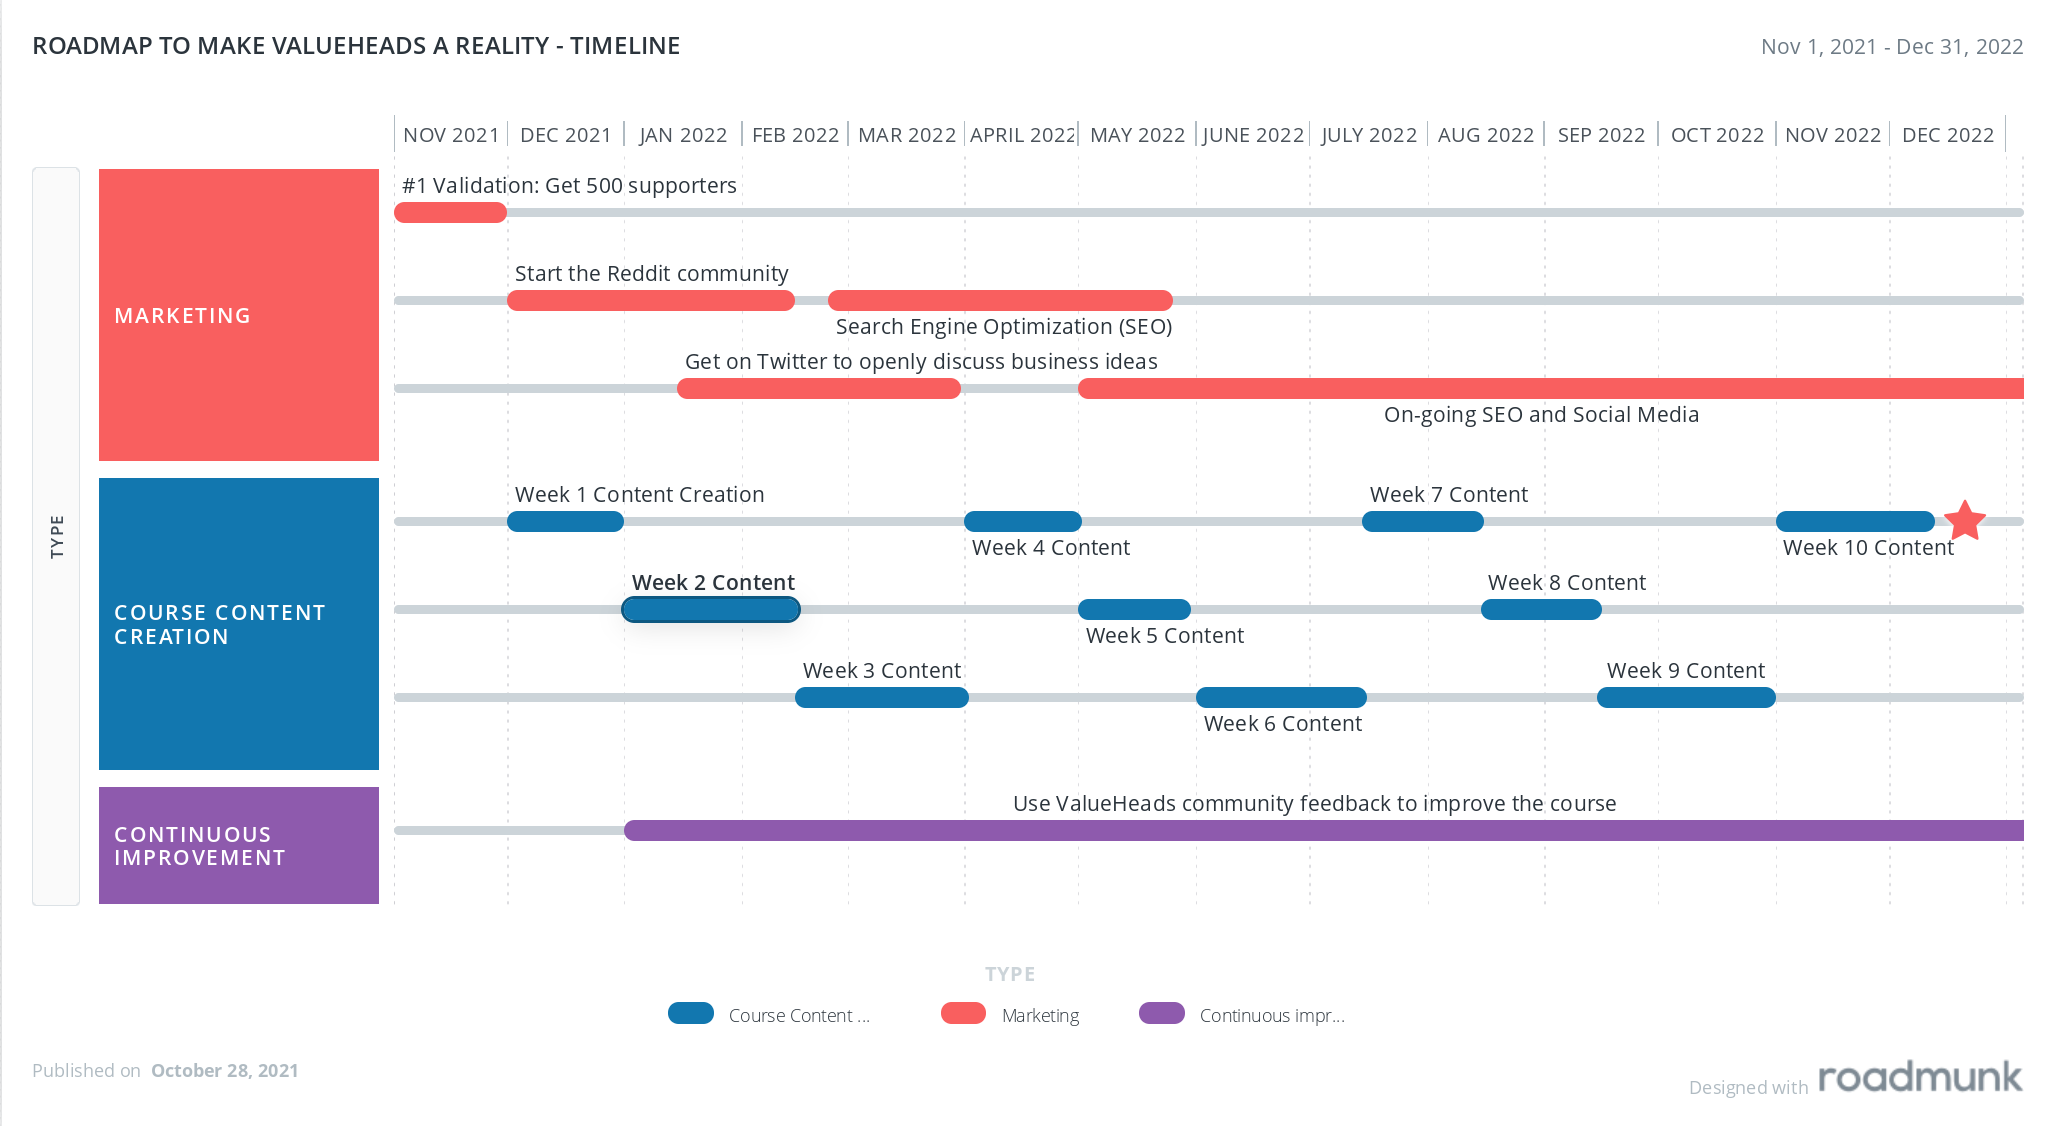 ROADMAP TO MAKE VALUEHEADS A REALITY - TIMELINE
Nov 1, 2021 - Dec 31, 2022
NOV 2021 DEC 2021 JAN 2022 FEB 2022 MAR 2022 APRIL 2022 MAY 2022 JUNE 2022 JULY 2022 AUG 2022 SEP 2022 OCT 2022 NOV 2022 DEC 2022
TYPE
MARKETING
#1 Validation: Get 500 supporters
Start the Reddit community
Search Engine Optimization (SEO)
Get on Twitter to openly discuss business ideas
On-going SEO and Social Media
COURSE CONTENT
CREATION
Week 1 Content Creation
Week 7 Content
Week 4 Content
Week 10 Content
Week 2 Content
Week 8 Content
Week 5 Content
Week 3 Content
Week 9 Content
Week 6 Content
CONTINUOUS
IMPROVEMENT
Use ValueHeads community feedback to improve the course
TYPE
Course Content ...
Marketing
Continuous impr...
Published on October 28, 2021
Designed with roadmunk